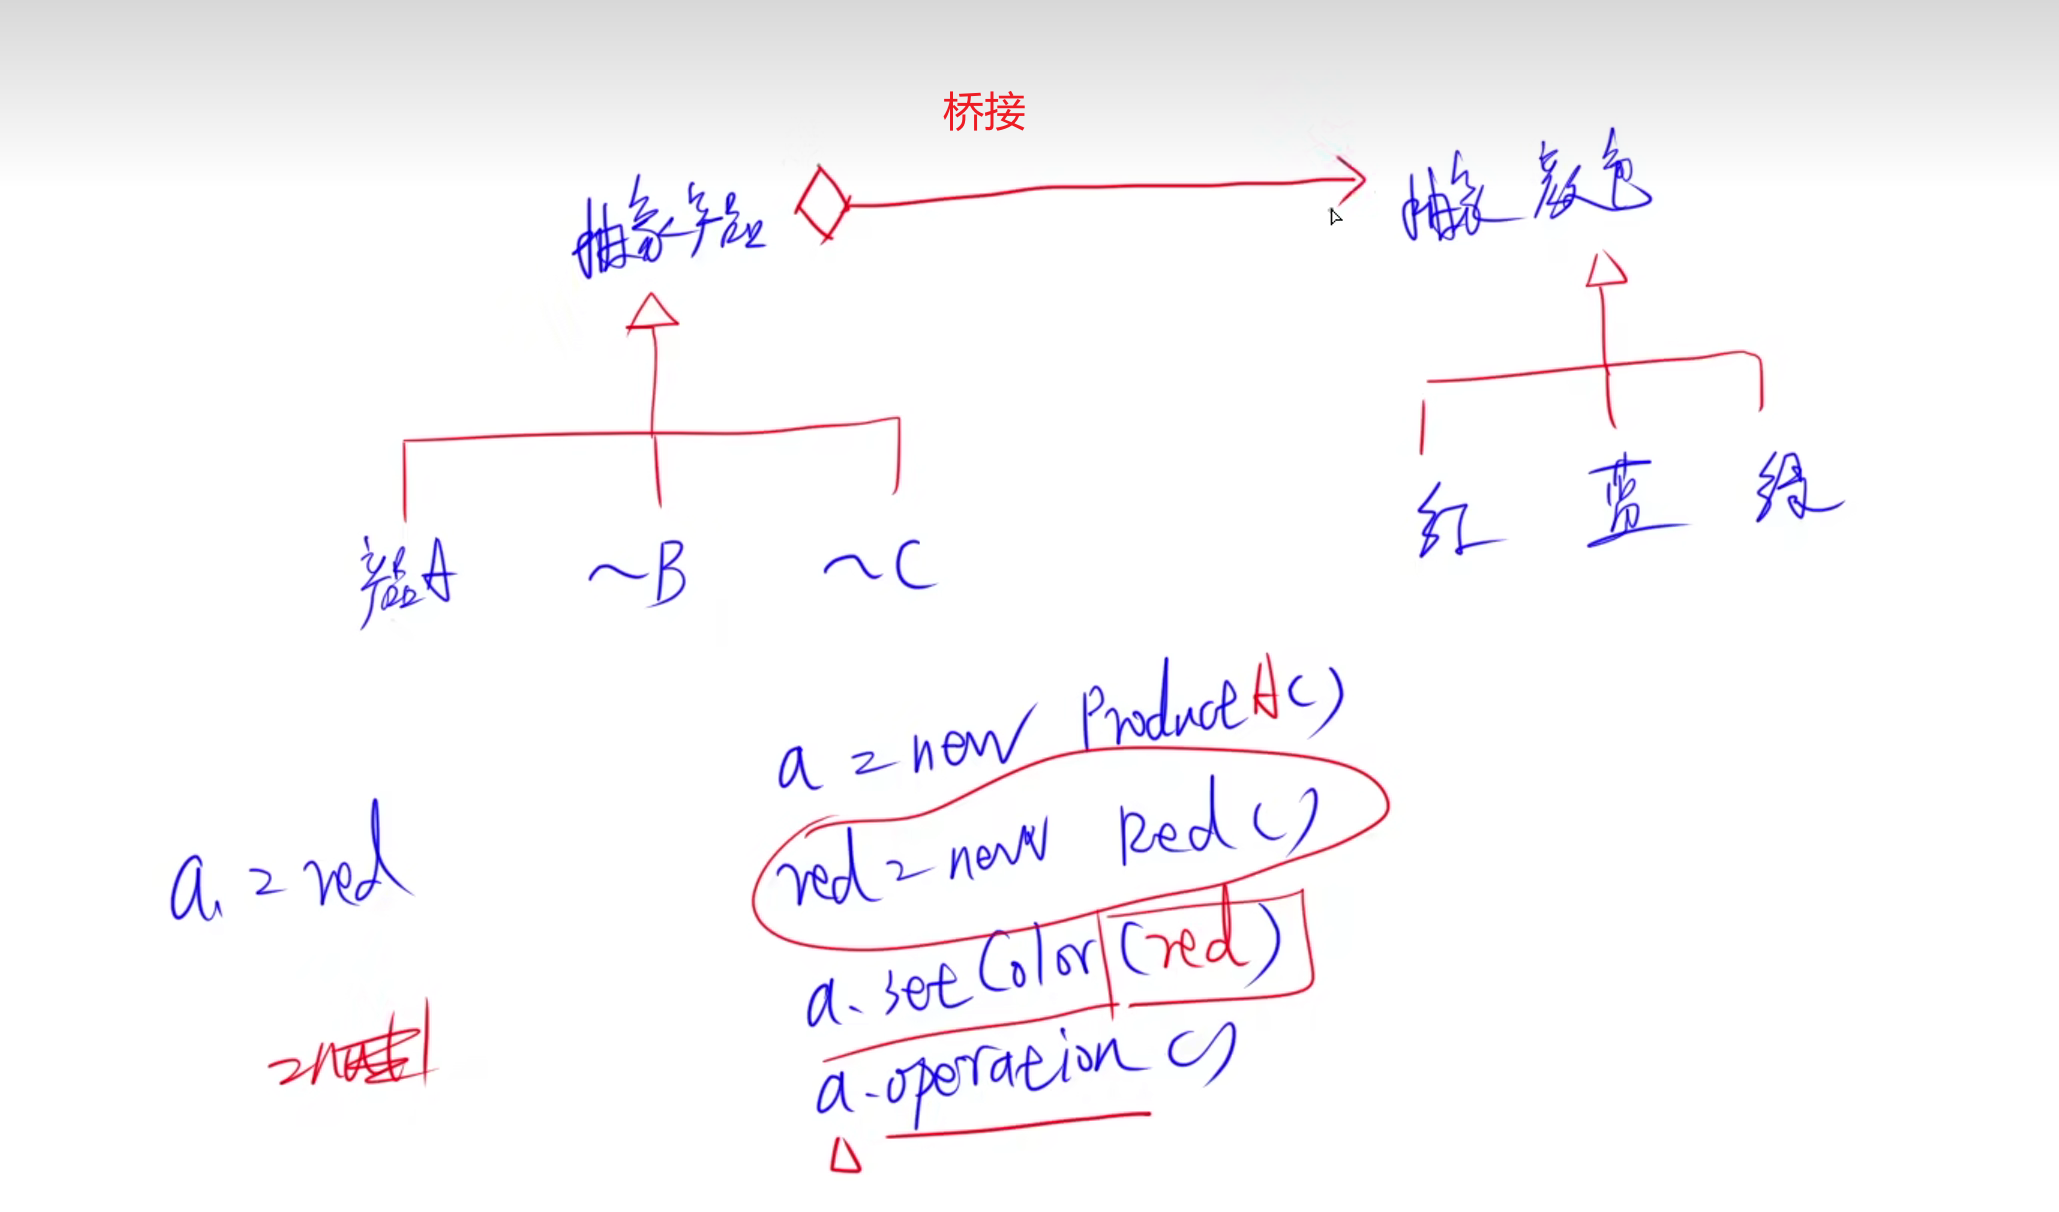 桥接
抽象产品 抽象颜色
产品A ~B ~C 红 蓝 绿
a = new ProductA()
red = new Red()
a. = red
a.setColor(red)
a.operation()